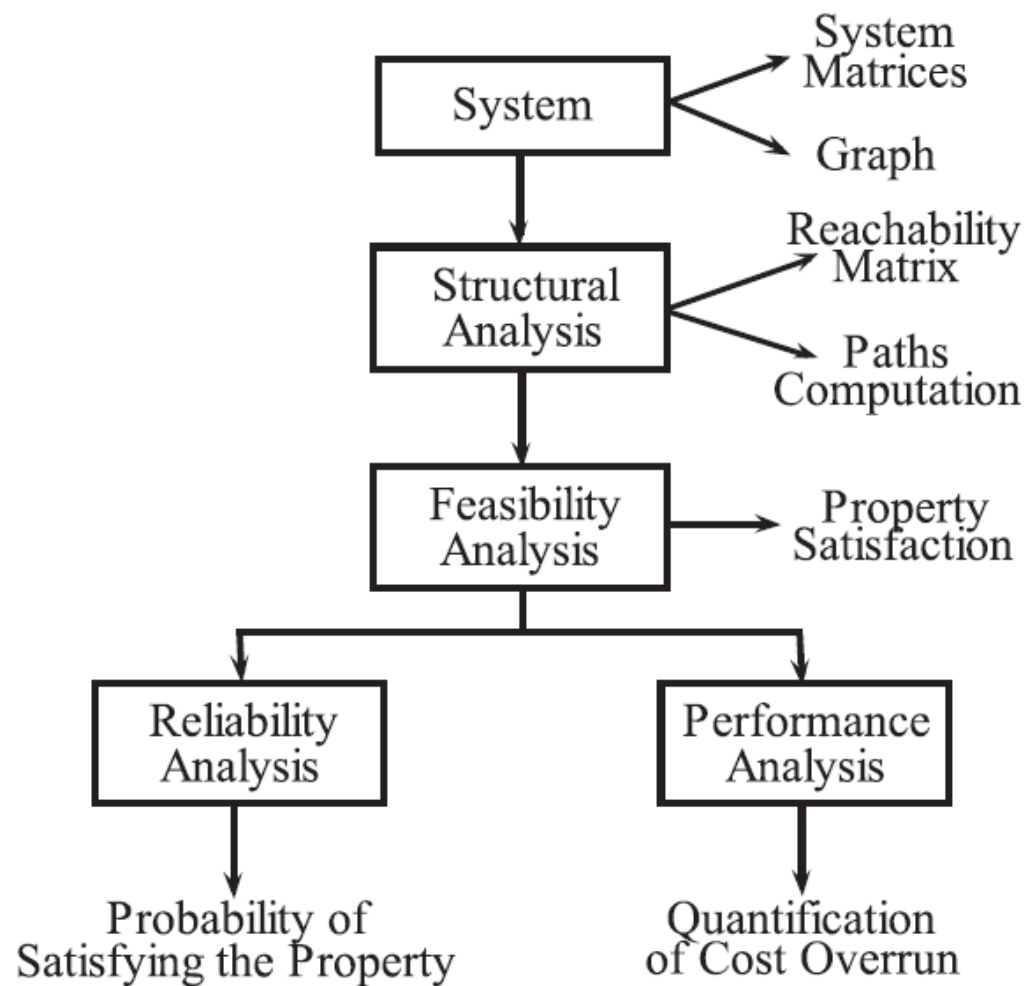 System
System
Matrices
Graph
Structural
Analysis
Reachability
Matrix
Paths
Computation
Feasibility
Analysis
Property
Satisfaction
Reliability
Analysis
Performance
Analysis
Probability of
Satisfying the Property
Quantification
of Cost Overrun